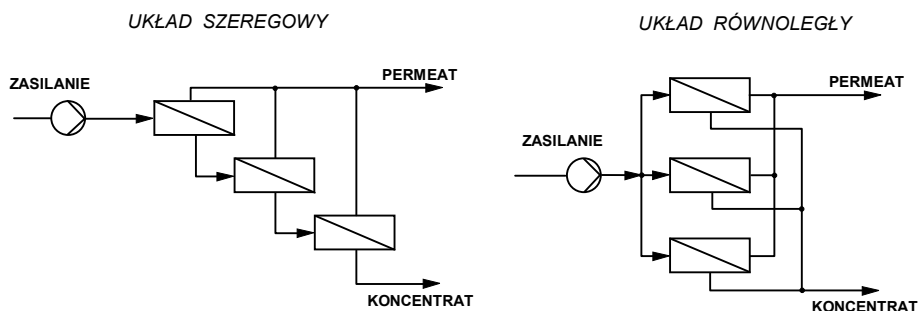 UKŁAD SZEREGOWY
ZASILANIE
PERMEAT
KONCENTRAT
UKŁAD RÓWNOLEGŁY
ZASILANIE
PERMEAT
KONCENTRAT